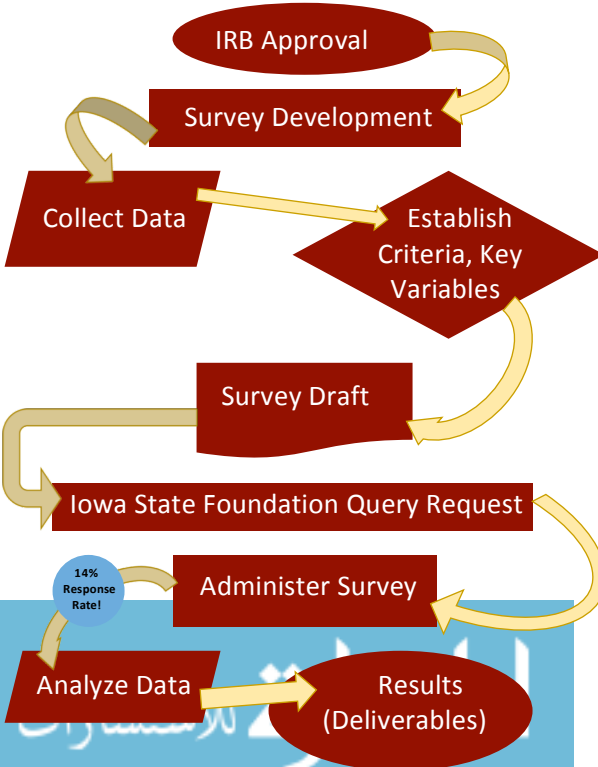 IRB Approval
Survey Development
Collect Data
Establish
Criteria, Key
Variables
Survey Draft
Iowa State Foundation Query Request
Administer Survey
14%
Response
Rate!
Analyze Data
Results
(Deliverables)
للاستشارات